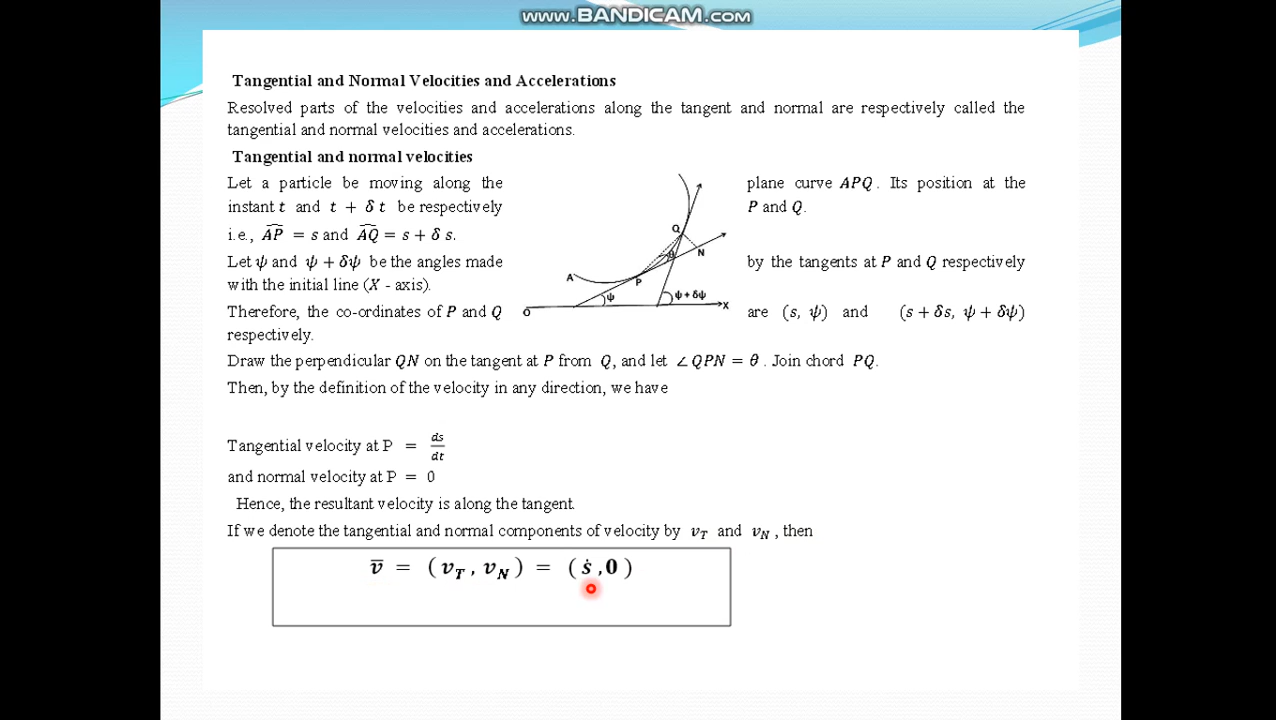 www.BANDICAM.com
Tangential and Normal Velocities and Accelerations
Resolved parts of the velocities and accelerations along the tangent and normal are respectively called the
tangential and normal velocities and accelerations.
Tangential and normal velocities
Let a particle be moving along the plane curve APQ . Its position at the
instant t and t + δ t be respectively P and Q.
i.e., A͡P = s and A͡Q = s + δ s.
Let ψ and ψ + δψ be the angles made by the tangents at P and Q respectively
with the initial line (X - axis).
Therefore, the co-ordinates of P and Q are (s, ψ) and (s + δs, ψ + δψ)
respectively.
Q
θ
N
A
P
ψ
ψ + δψ
O
X
Draw the perpendicular QN on the tangent at P from Q, and let ∠QPN = θ . Join chord PQ.
Then, by the definition of the velocity in any direction, we have
Tangential velocity at P = ds/dt
and normal velocity at P = 0
Hence, the resultant velocity is along the tangent.
If we denote the tangential and normal components of velocity by v_T and v_N , then
v̅ = ( v_T , v_N ) = ( ṡ , 0 )